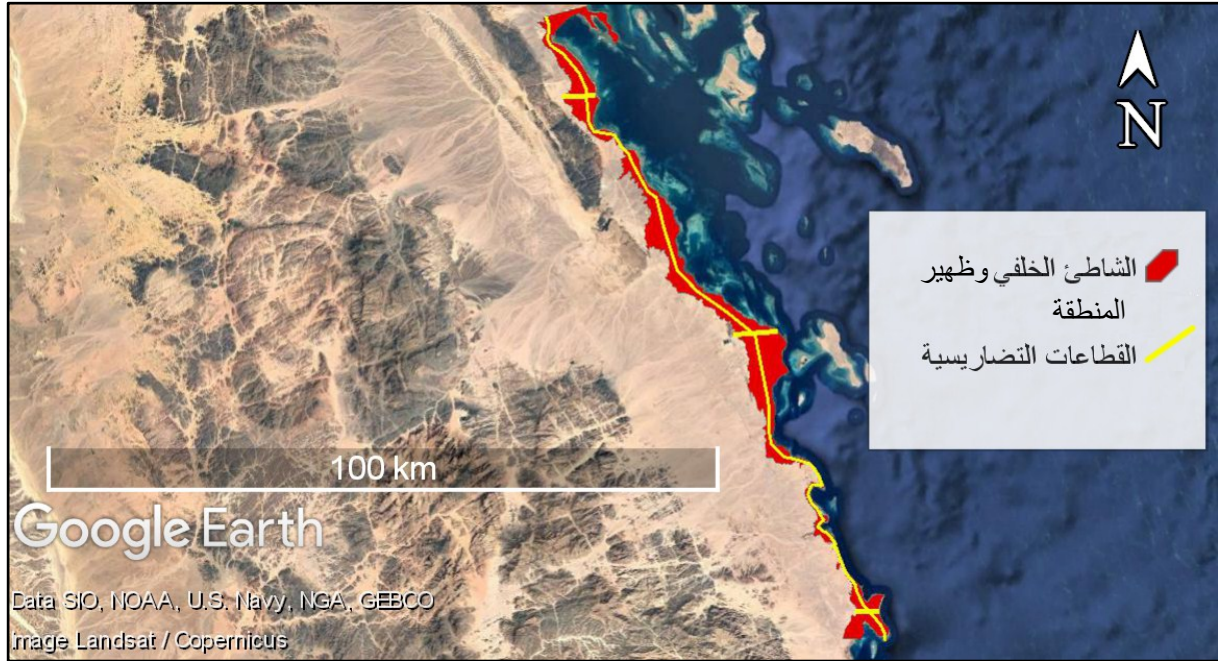 N
الشاطئ الخلفي وظهير
المنطقة
القطاعات التضاريسية
100 km
Google Earth
Data SIO, NOAA, U.S. Navy, NGA, GEBCO
Image Landsat / Copernicus